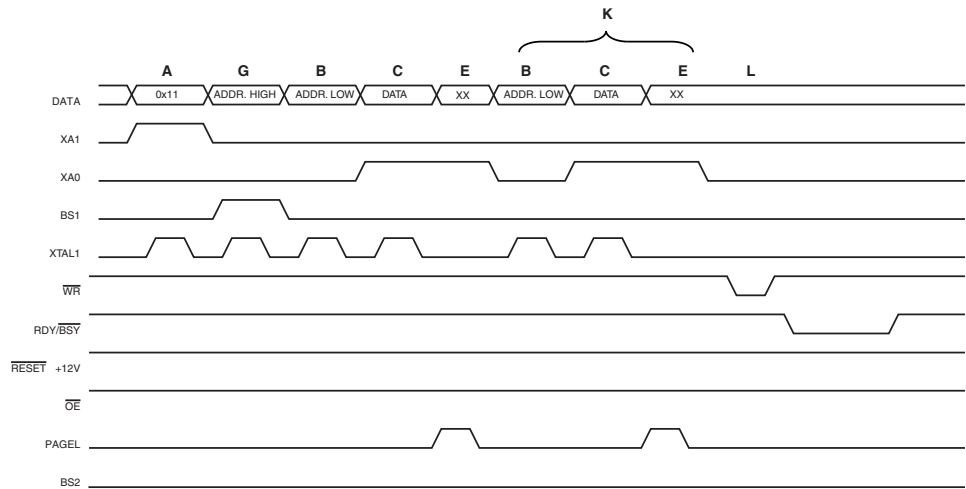 K
A G B C E B C E L
DATA 0x11 ADDR. HIGH ADDR. LOW DATA XX ADDR. LOW DATA XX
XA1
XA0
BS1
XTAL1
WR
RDY/BSY
RESET +12V
OE
PAGEL
BS2